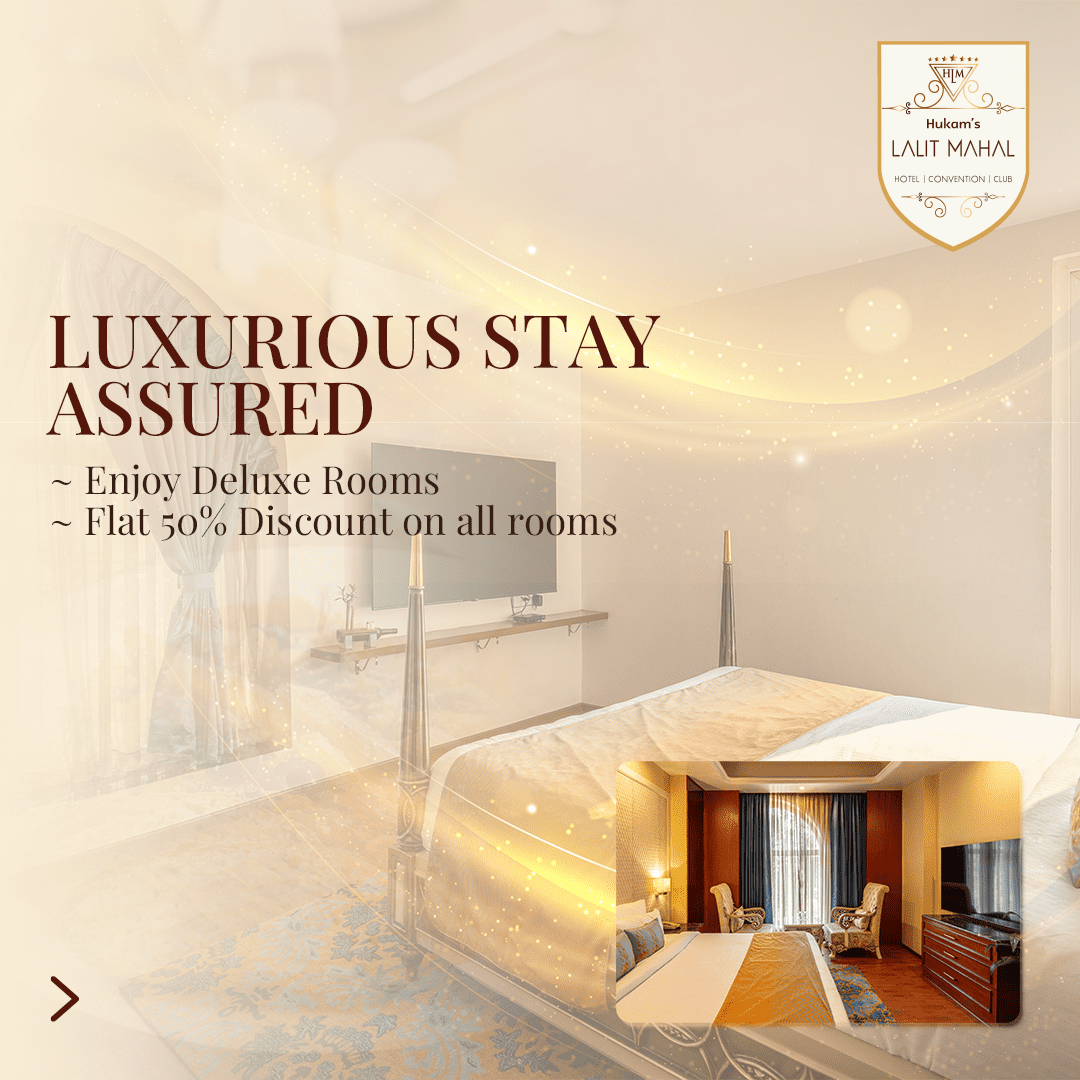 HLM
Hukam's
LALIT MAHAL
HOTEL | CONVENTION | CLUB
LUXURIOUS STAY
ASSURED
~ Enjoy Deluxe Rooms
~ Flat 50% Discount on all rooms